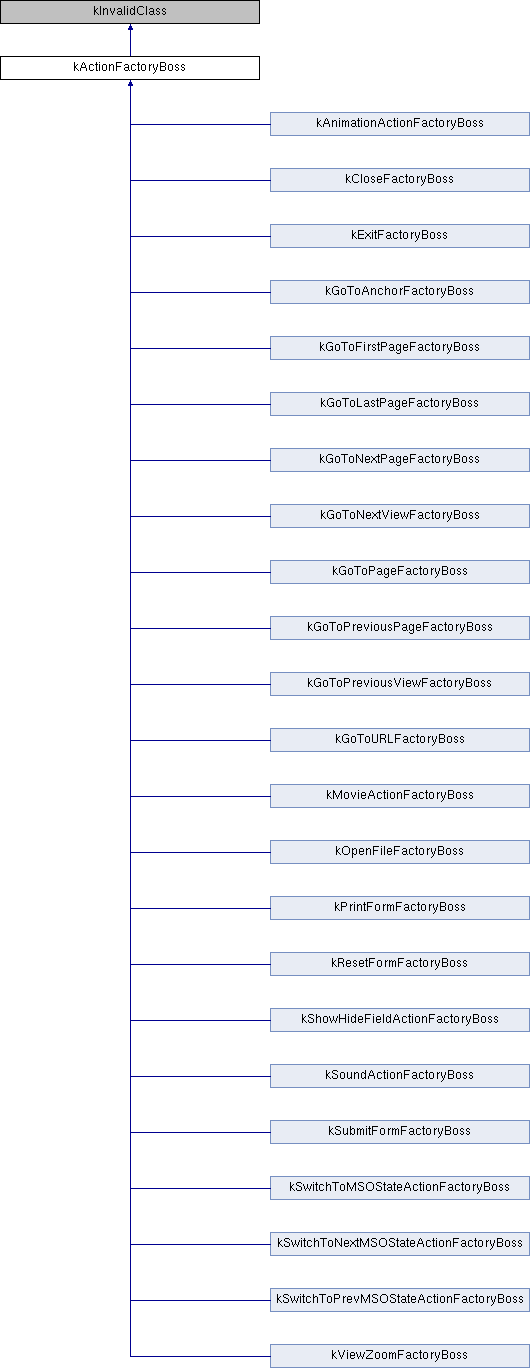 kInvalidClass
kActionFactoryBoss
kAnimationActionFactoryBoss
kCloseFactoryBoss
kExitFactoryBoss
kGoToAnchorFactoryBoss
kGoToFirstPageFactoryBoss
kGoToLastPageFactoryBoss
kGoToNextPageFactoryBoss
kGoToNextViewFactoryBoss
kGoToPageFactoryBoss
kGoToPreviousPageFactoryBoss
kGoToPreviousViewFactoryBoss
kGoToURLFactoryBoss
kMovieActionFactoryBoss
kOpenFileFactoryBoss
kPrintFormFactoryBoss
kResetFormFactoryBoss
kShowHideFieldActionFactoryBoss
kSoundActionFactoryBoss
kSubmitFormFactoryBoss
kSwitchToMSOStateActionFactoryBoss
kSwitchToNextMSOStateActionFactoryBoss
kSwitchToPrevMSOStateActionFactoryBoss
kViewZoomFactoryBoss